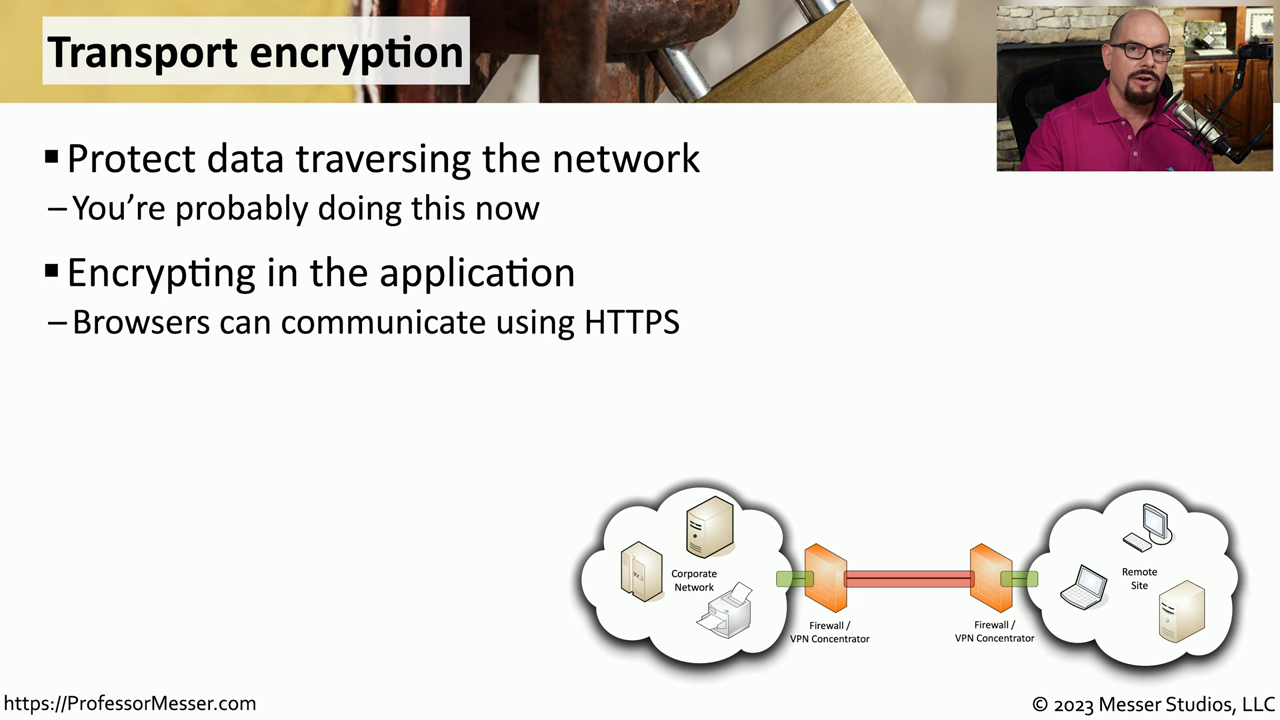 Transport encryption
▪ Protect data traversing the network
– You're probably doing this now
▪ Encrypting in the application
– Browsers can communicate using HTTPS
Corporate
Network
Firewall /
VPN Concentrator
Firewall /
VPN Concentrator
Remote
Site
https://ProfessorMesser.com
© 2023 Messer Studios, LLC